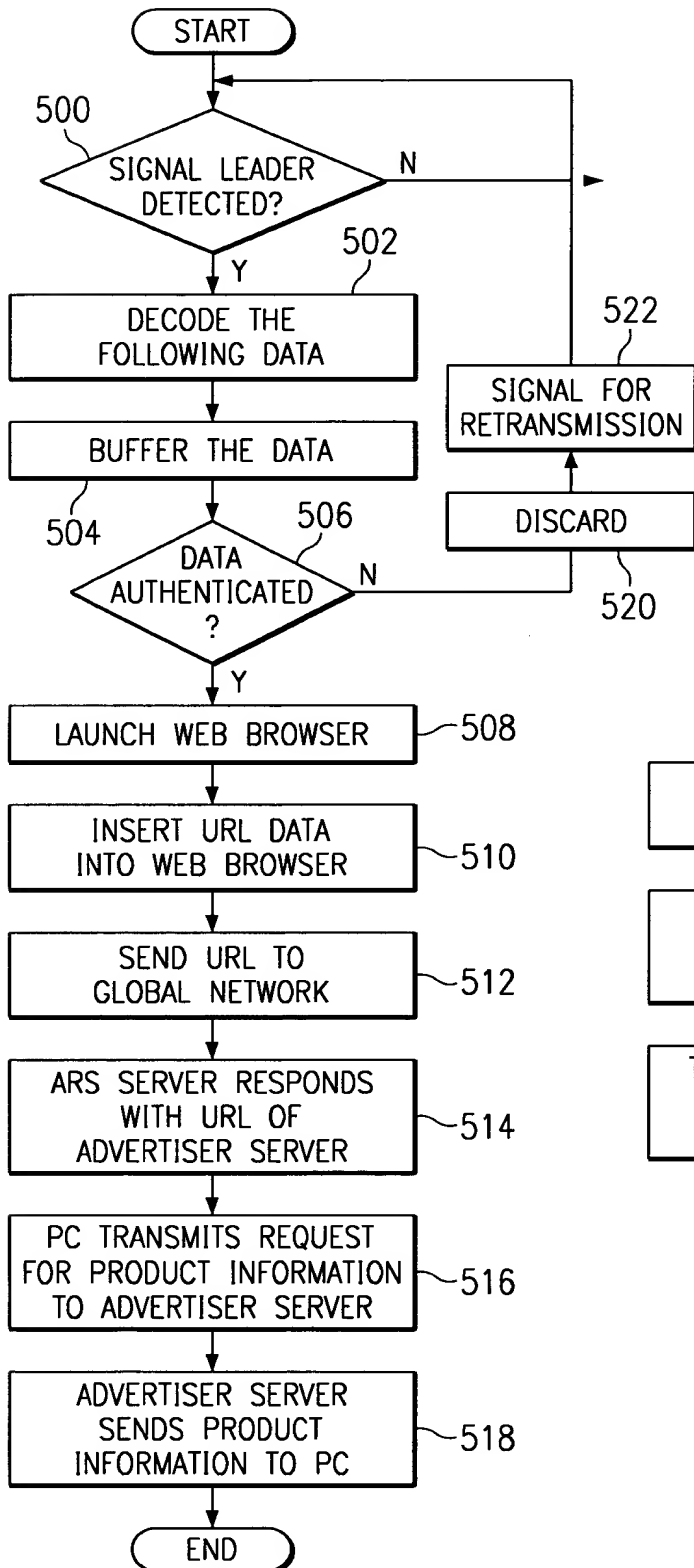 START
500
SIGNAL LEADER
DETECTED?
N
Y
502
DECODE THE
FOLLOWING DATA
522
SIGNAL FOR
RETRANSMISSION
BUFFER THE DATA
504
506
DISCARD
520
DATA
AUTHENTICATED
?
N
Y
LAUNCH WEB BROWSER
508
INSERT URL DATA
INTO WEB BROWSER
510
SEND URL TO
GLOBAL NETWORK
512
ARS SERVER RESPONDS
WITH URL OF
ADVERTISER SERVER
514
PC TRANSMITS REQUEST
FOR PRODUCT INFORMATION
TO ADVERTISER SERVER
516
ADVERTISER SERVER
SENDS PRODUCT
INFORMATION TO PC
518
END